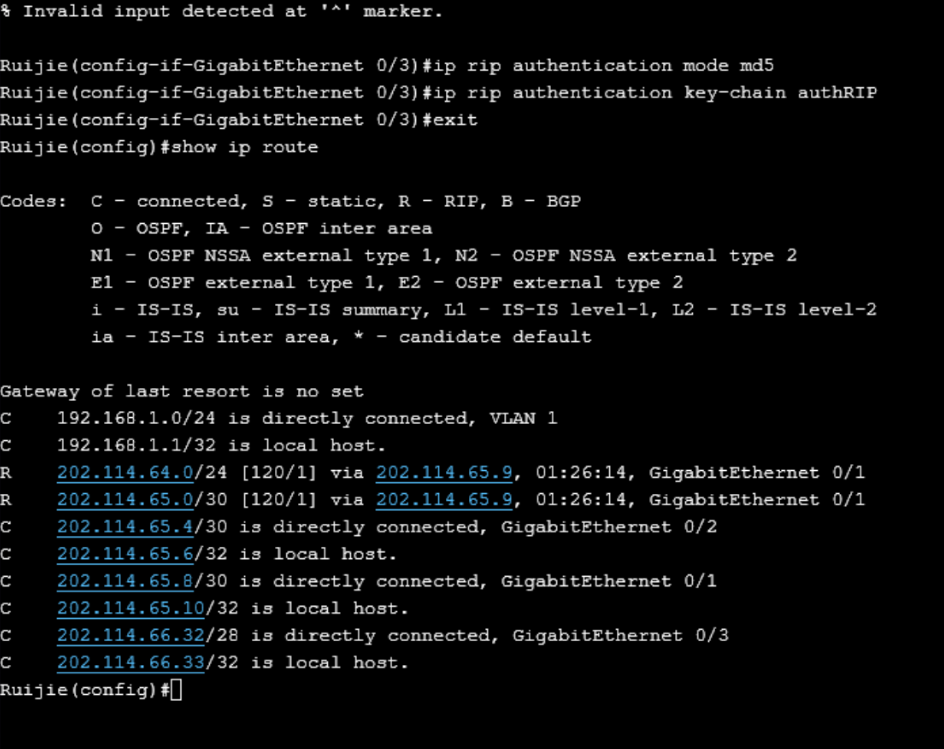 % Invalid input detected at '^' marker.
Ruijie(config-if-GigabitEthernet 0/3)#ip rip authentication mode md5
Ruijie(config-if-GigabitEthernet 0/3)#ip rip authentication key-chain authRIP
Ruijie(config-if-GigabitEthernet 0/3)#exit
Ruijie(config)#show ip route
Codes:  C - connected, S - static, R - RIP, B - BGP
        O - OSPF, IA - OSPF inter area
        N1 - OSPF NSSA external type 1, N2 - OSPF NSSA external type 2
        E1 - OSPF external type 1, E2 - OSPF external type 2
        i - IS-IS, su - IS-IS summary, L1 - IS-IS level-1, L2 - IS-IS level-2
        ia - IS-IS inter area, * - candidate default
Gateway of last resort is no set
C    192.168.1.0/24 is directly connected, VLAN 1
C    192.168.1.1/32 is local host.
R    202.114.64.0/24 [120/1] via 202.114.65.9, 01:26:14, GigabitEthernet 0/1
R    202.114.65.0/30 [120/1] via 202.114.65.9, 01:26:14, GigabitEthernet 0/1
C    202.114.65.4/30 is directly connected, GigabitEthernet 0/2
C    202.114.65.6/32 is local host.
C    202.114.65.8/30 is directly connected, GigabitEthernet 0/1
C    202.114.65.10/32 is local host.
C    202.114.66.32/28 is directly connected, GigabitEthernet 0/3
C    202.114.66.33/32 is local host.
Ruijie(config)#